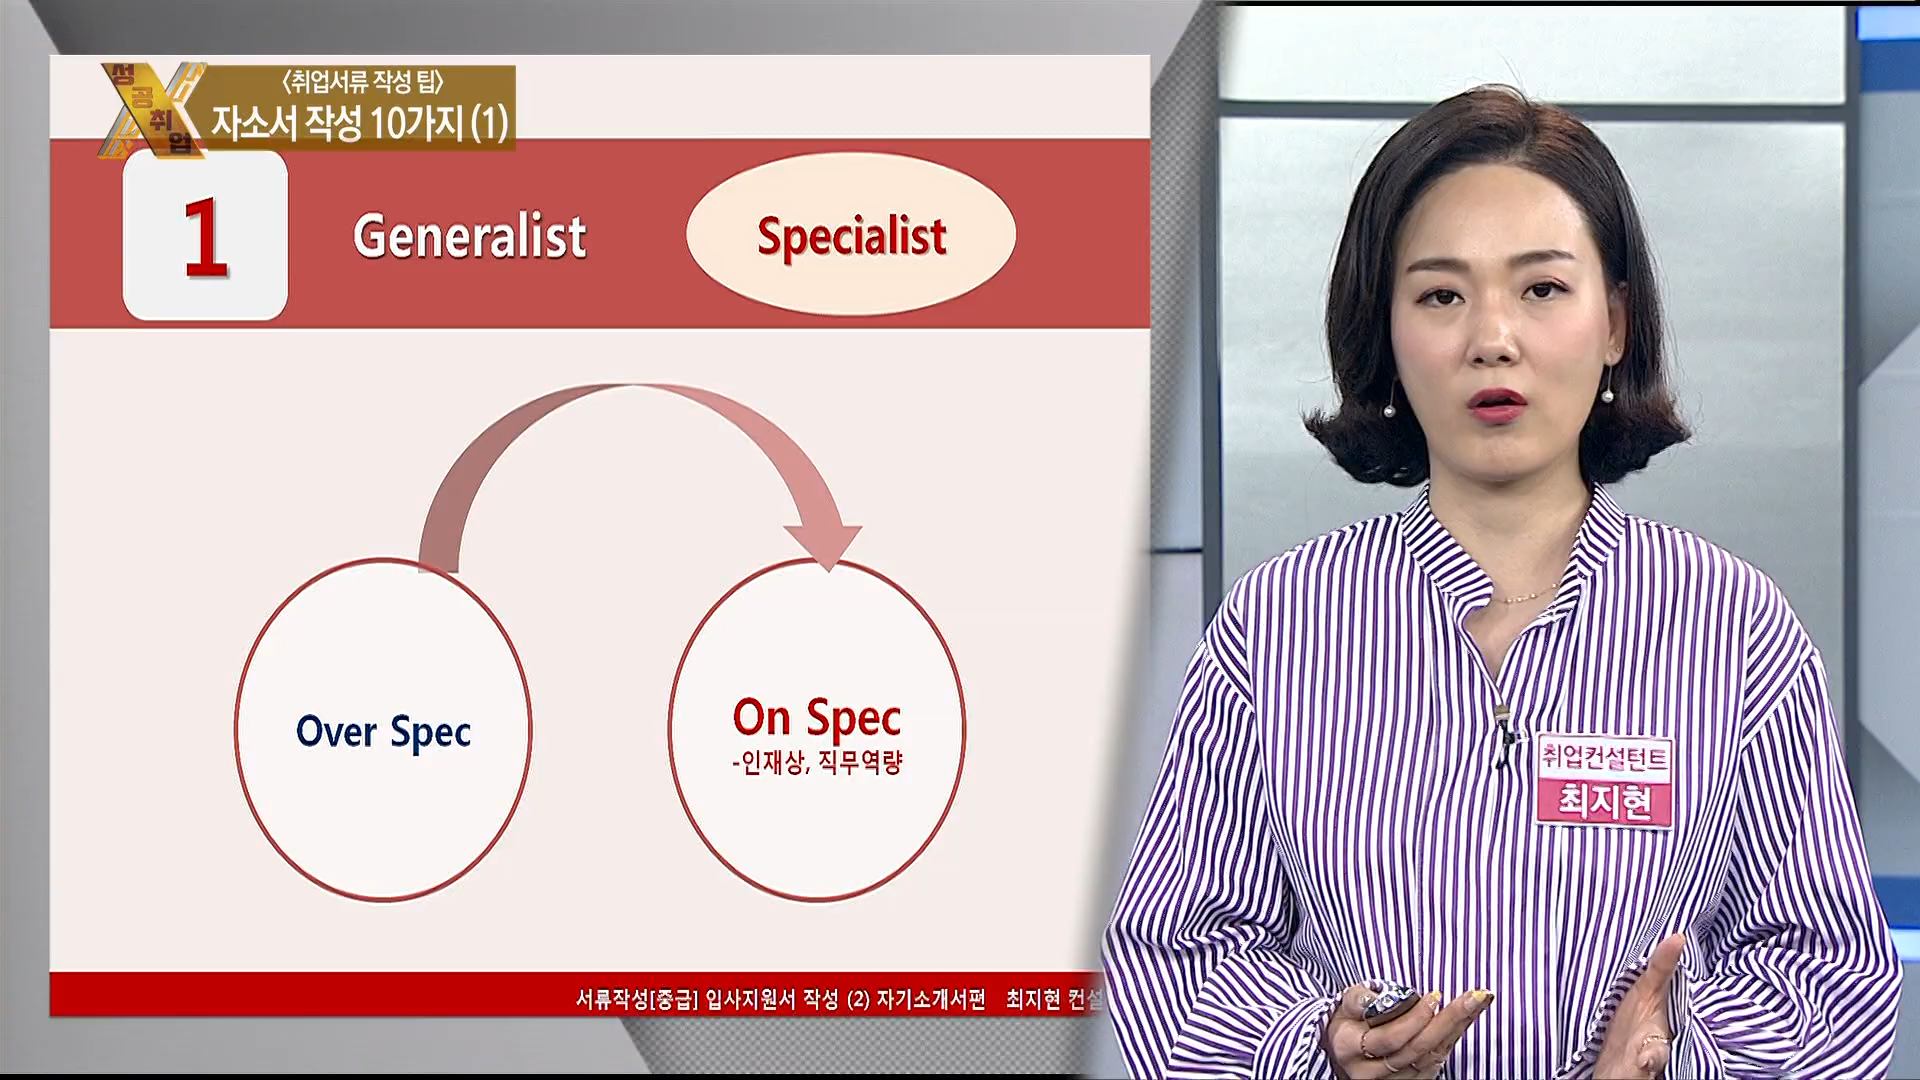 성공취업
<취업서류 작성 팁>
자소서 작성 10가지 (1)
1
Generalist
Specialist
Over Spec
On Spec
-인재상, 직무역량
취업컨설턴트
최지현
서류작성[중급] 입사지원서 작성 (2) 자기소개서편 최지현 컨설